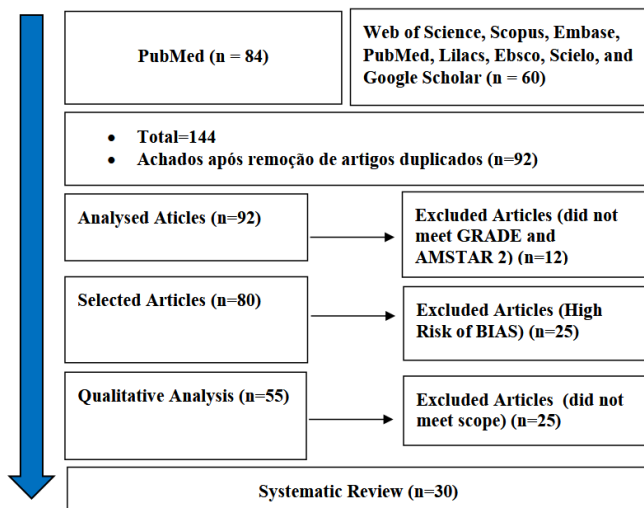 PubMed (n = 84)
Web of Science, Scopus, Embase,
PubMed, Lilacs, Ebsco, Scielo, and
Google Scholar (n = 60)
• Total=144
• Achados após remoção de artigos duplicados (n=92)
Analysed Aticles (n=92)
Excluded Articles (did not
meet GRADE and
AMSTAR 2) (n=12)
Selected Articles (n=80)
Excluded Articles (High
Risk of BIAS) (n=25)
Qualitative Analysis (n=55)
Excluded Articles (did not
meet scope) (n=25)
Systematic Review (n=30)